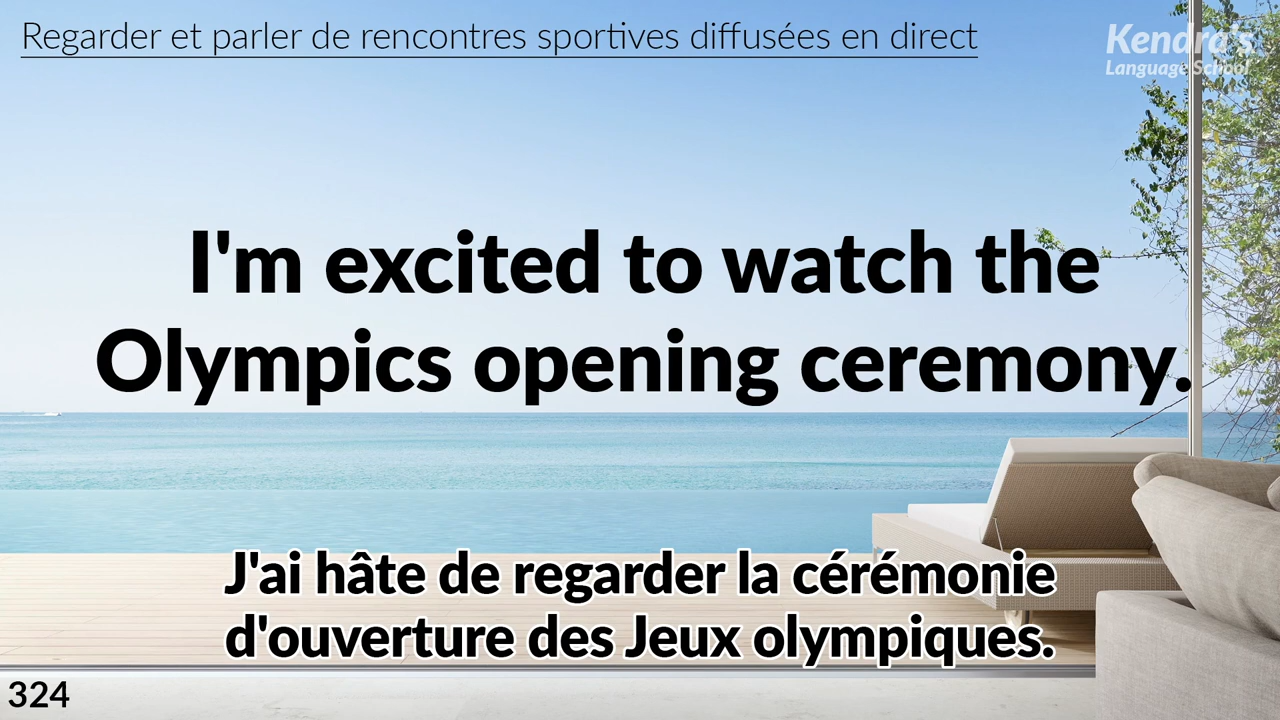 Regarder et parler de rencontres sportives diffusées en direct
Kendra's
Language School
I'm excited to watch the
Olympics opening ceremony.
J'ai hâte de regarder la cérémonie
d'ouverture des Jeux olympiques.
324